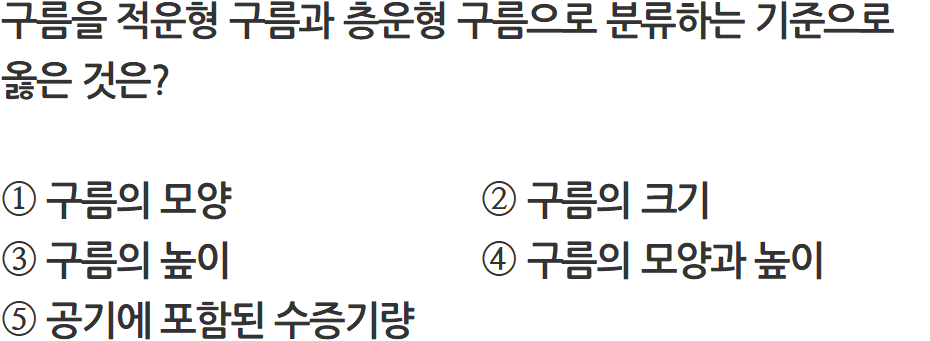 구름을 적운형 구름과 층운형 구름으로 분류하는 기준으로
옳은 것은?
① 구름의 모양 ② 구름의 크기
③ 구름의 높이 ④ 구름의 모양과 높이
⑤ 공기에 포함된 수증기량